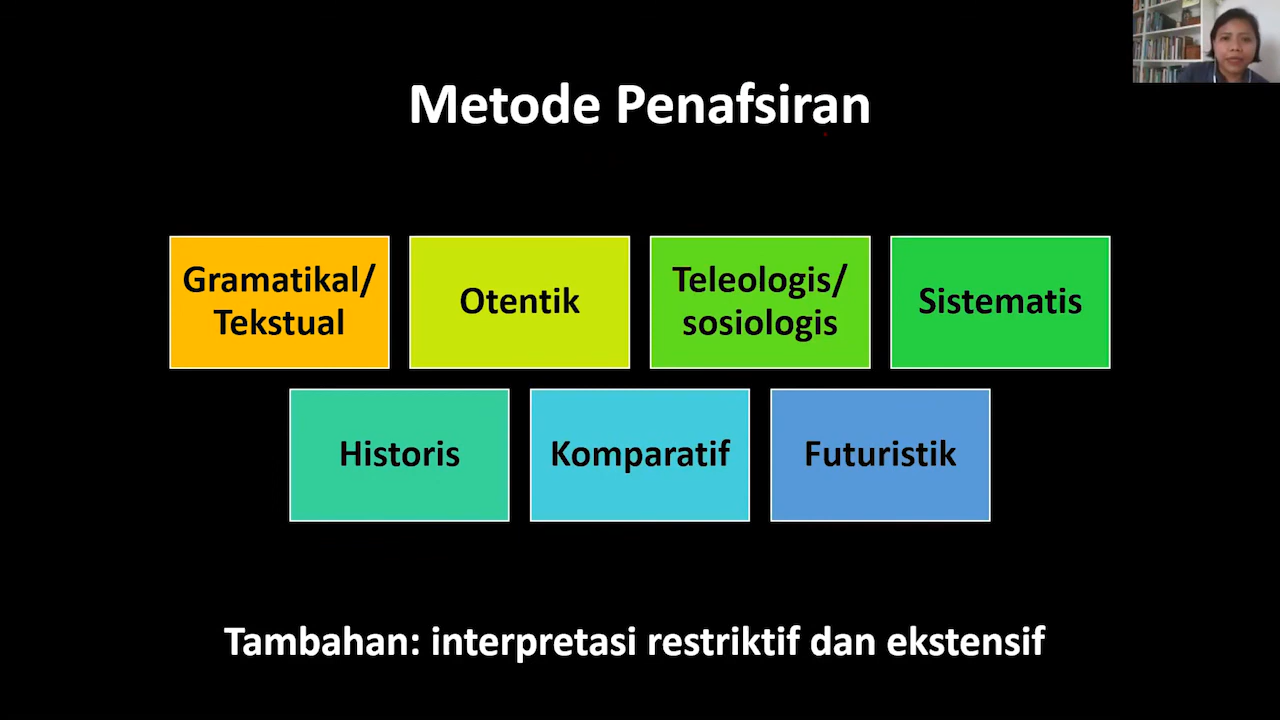 Metode Penafsiran
Gramatikal/
Tekstual
Otentik
Teleologis/
sosiologis
Sistematis
Historis
Komparatif
Futuristik
Tambahan: interpretasi restriktif dan ekstensif